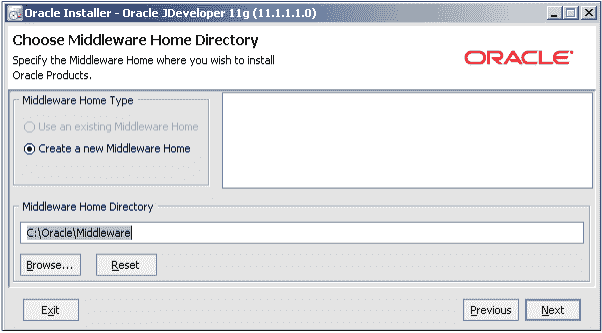 Oracle Installer - Oracle JDeveloper 11g (11.1.1.1.0)
Choose Middleware Home Directory
Specify the Middleware Home where you wish to install
Oracle Products.
ORACLE
Middleware Home Type
Use an existing Middleware Home
Create a new Middleware Home
Middleware Home Directory
C:\Oracle\Middleware
Browse...
Reset
Exit
Previous
Next